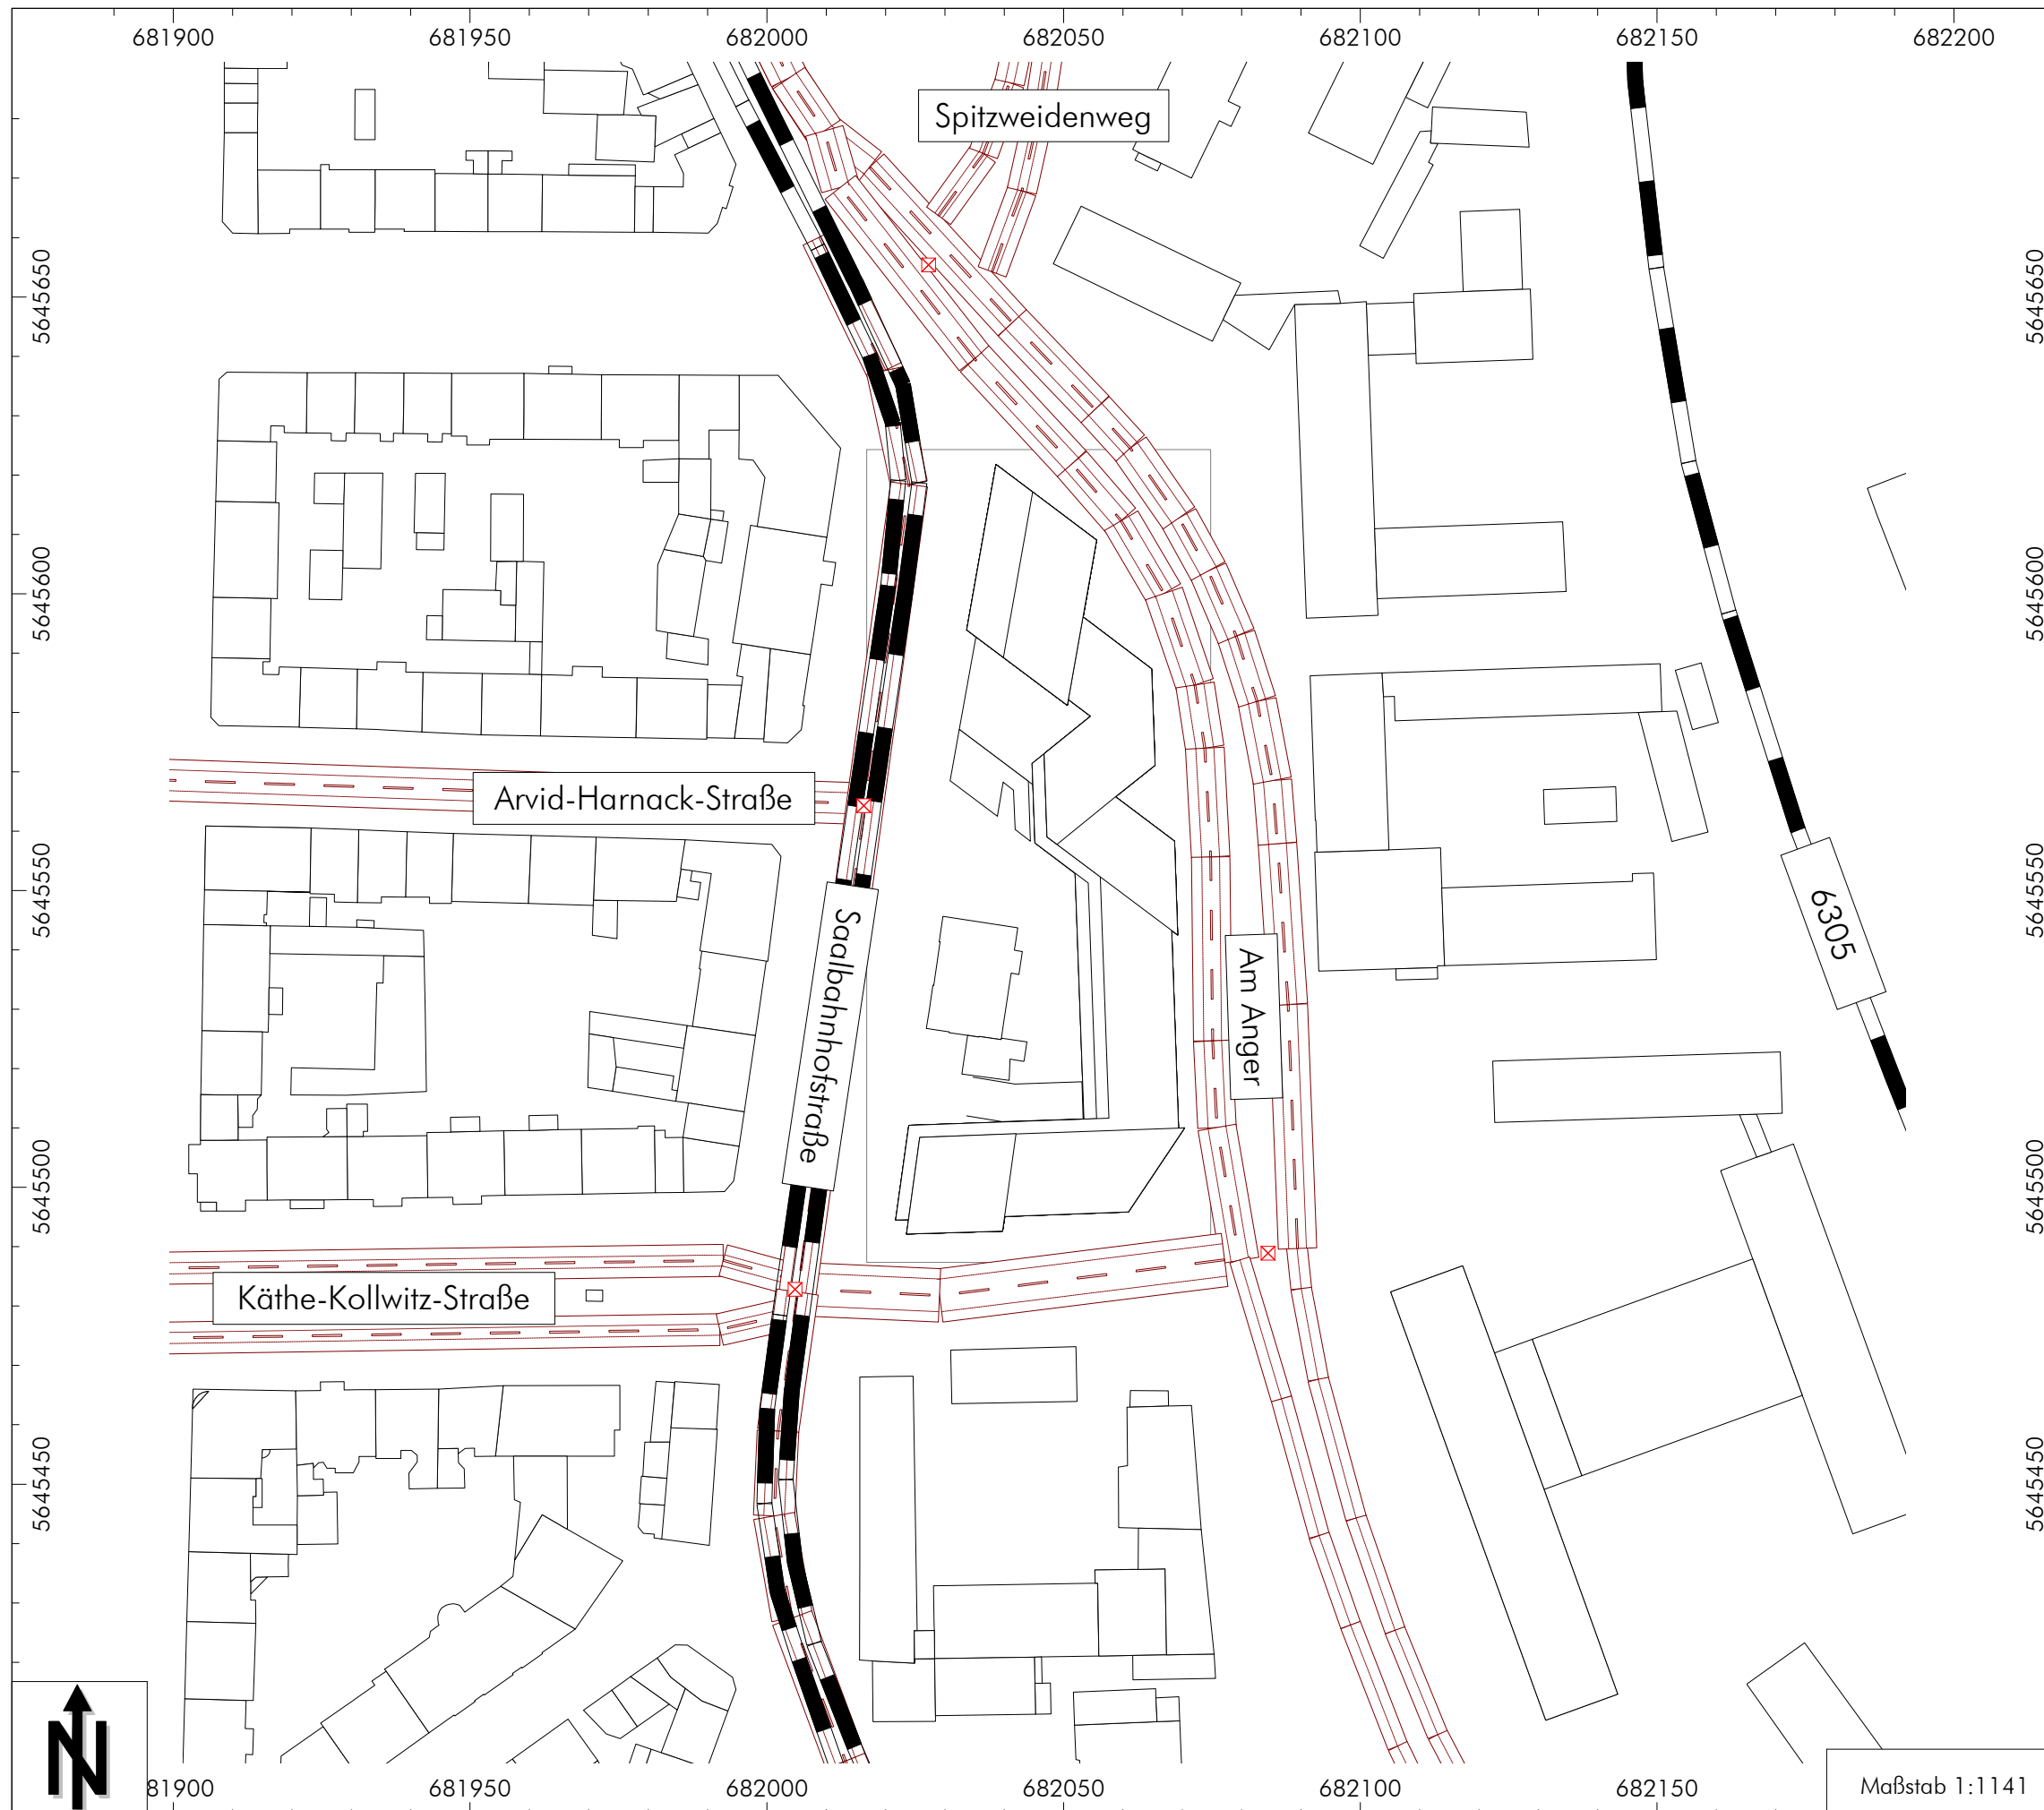 681900 681950 682000 682050 682100 682150 682200
Spitzweidenweg
5645650 5645650
5645600 5645600
Arvid-Harnack-Straße
5645550 5645550
Saalbahnhofstraße
6305
Am Anger
5645500 5645500
Käthe-Kollwitz-Straße
5645450 5645450
N
681900 681950 682000 682050 682100 682150
Maßstab 1:1141